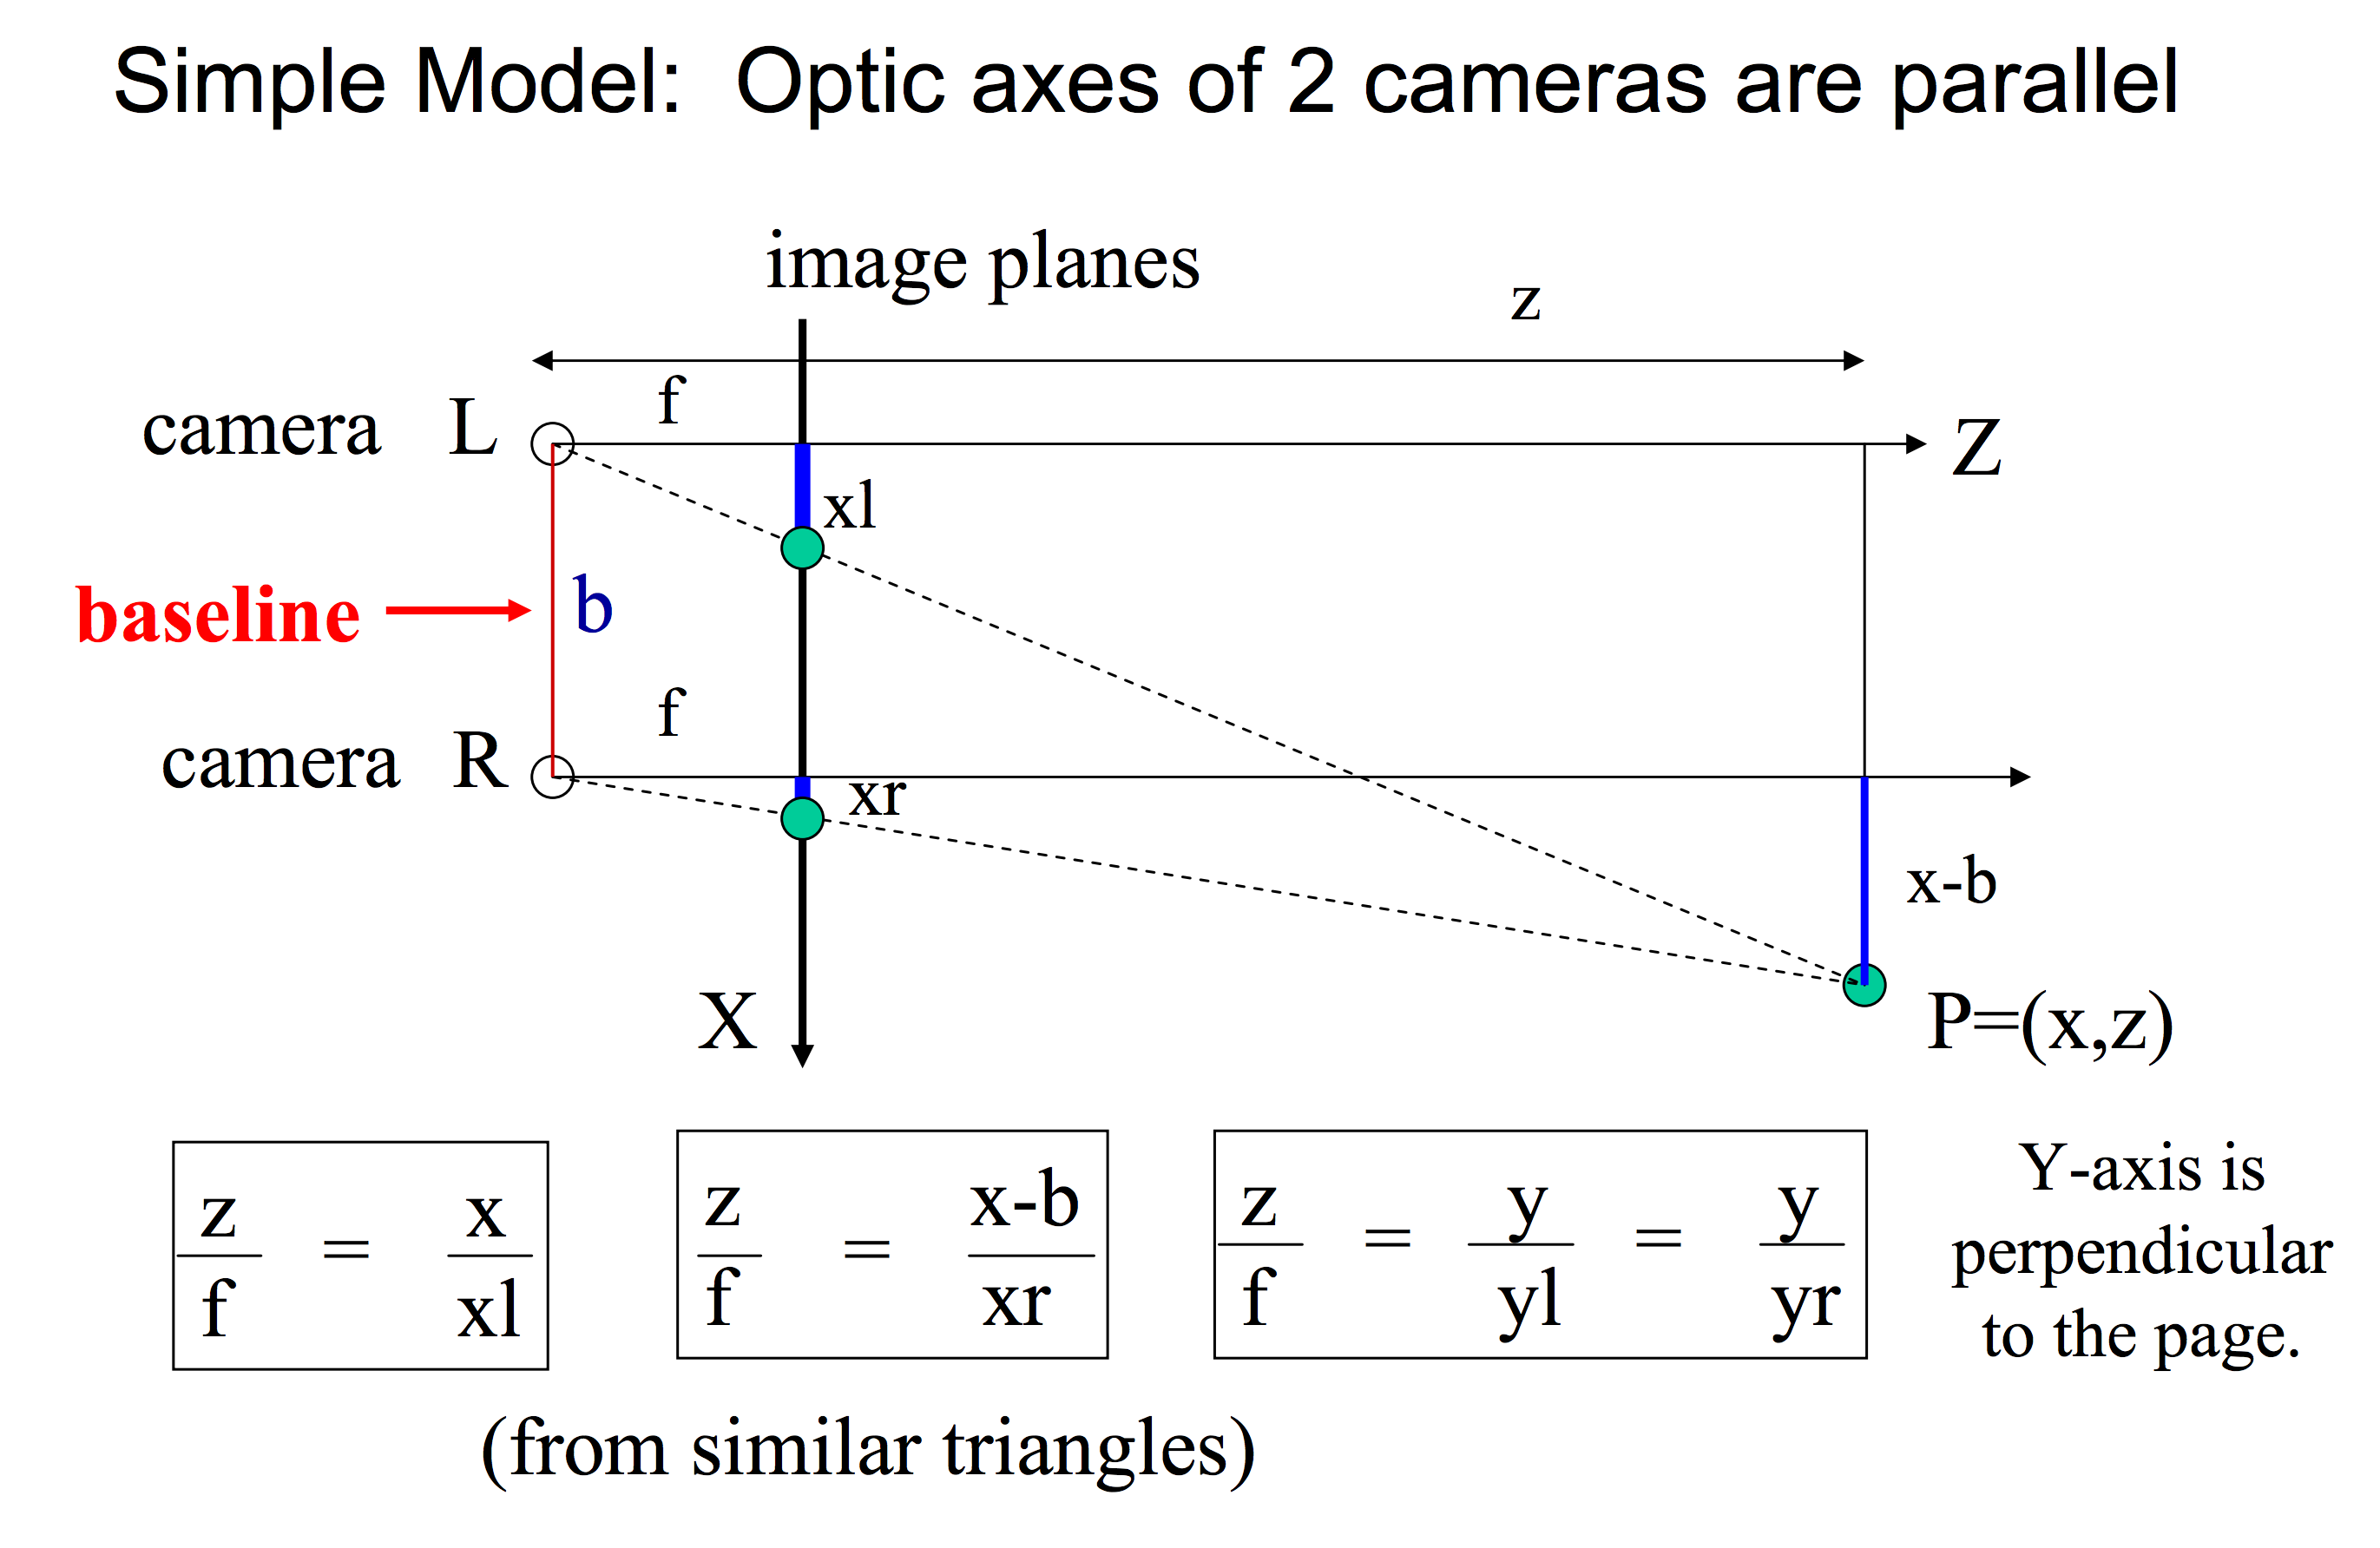 Simple Model: Optic axes of 2 cameras are parallel
image planes
z
f
camera L
Z
xl
baseline
b
f
camera R
xr
x-b
X
P=(x,z)
z/f = x/xl
z/f = x-b/xr
z/f = y/yl = y/yr
Y-axis is
perpendicular
to the page.
(from similar triangles)